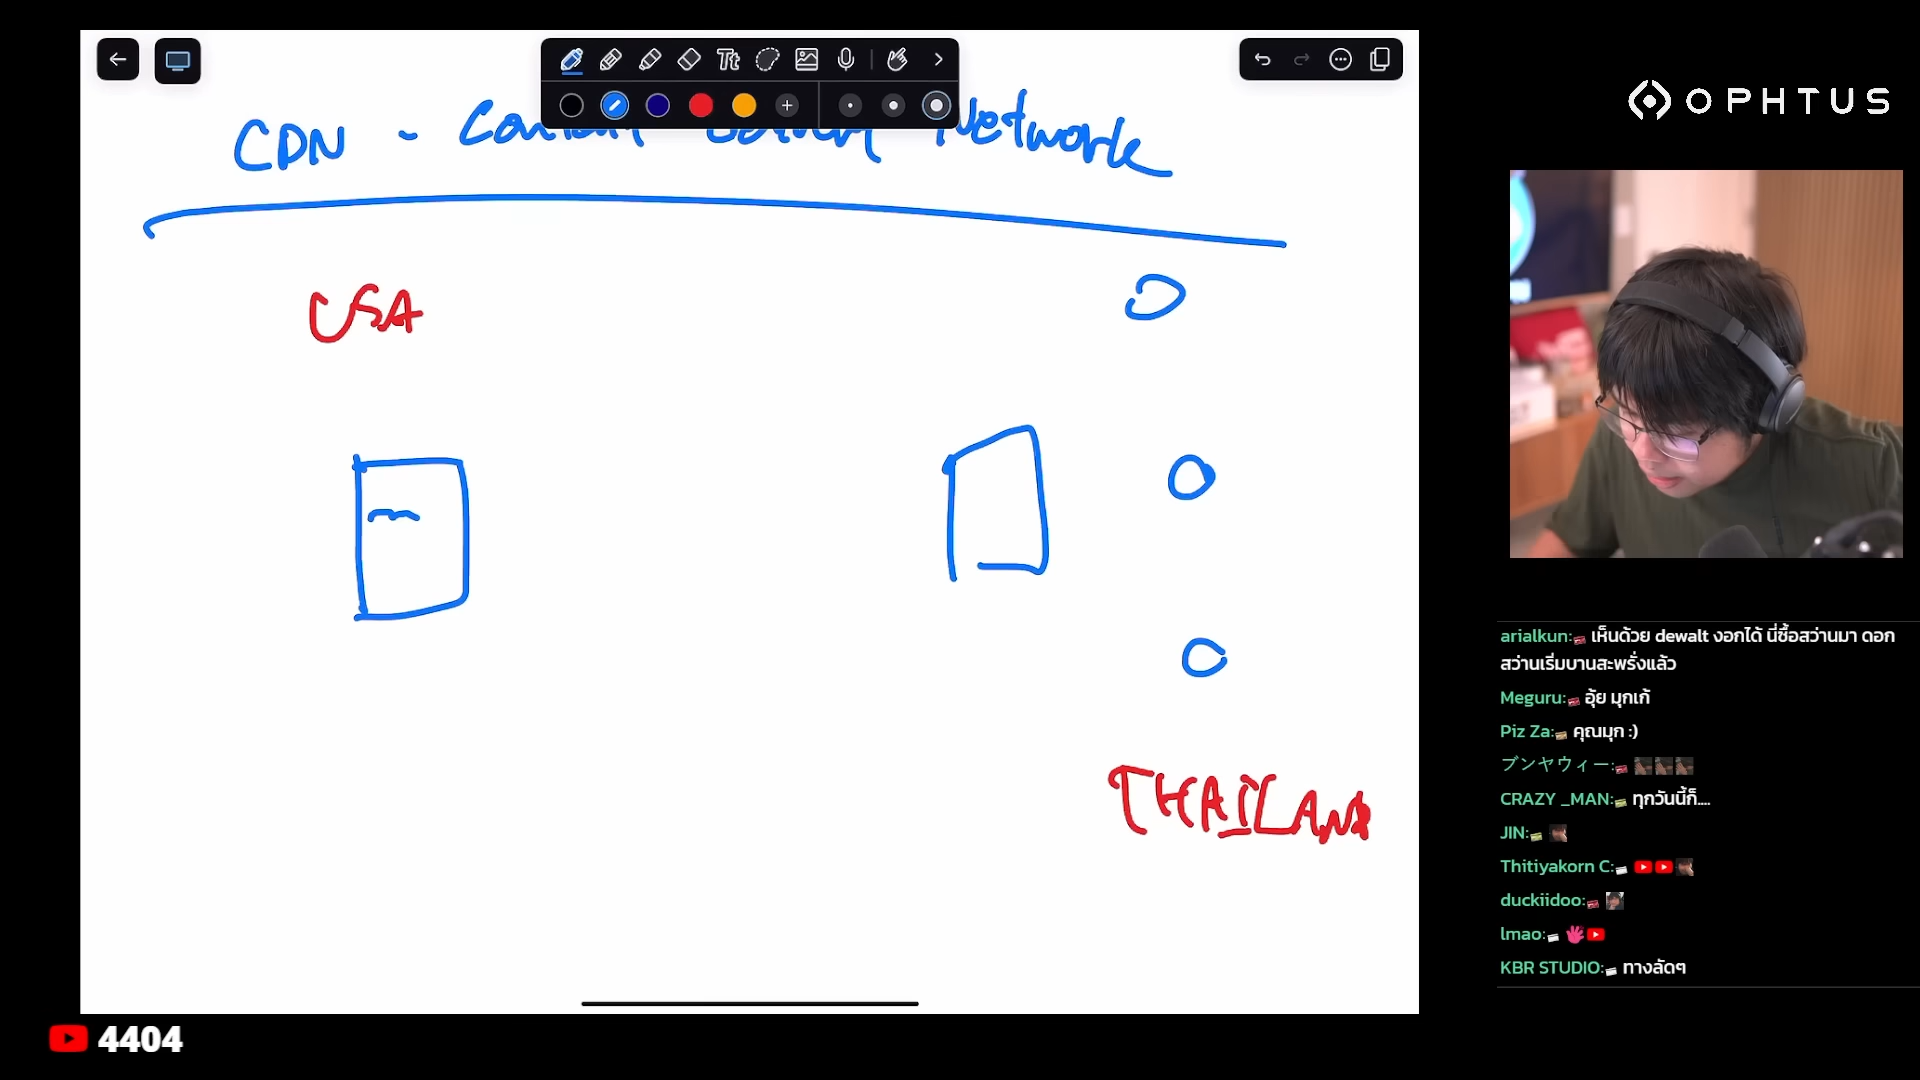 Tt
CDN - Content Network
USA
THAILAND
OPHTUS
arialkun: เห็นด้วย dewalt งอกได้ นี่ซื้อสว่านมา ดอก
สว่านเริ่มบานสะพรั่งแล้ว
Meguru: อุ้ย มุกเก้
Piz Za: คุณมุก :)
ブンヤウィー:
CRAZY _MAN: ทุกวันนี้ก็....
JIN:
Thitiyakorn C:
duckiidoo:
lmao:
KBR STUDIO: ทางลัดๆ
4404